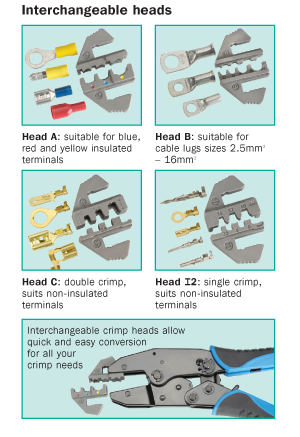 Interchangeable heads
Head A: suitable for blue,
red and yellow insulated
terminals
Head B: suitable for
cable lugs sizes 2.5mm²
– 16mm²
Head C: double crimp,
suits non-insulated
terminals
Head I2: single crimp,
suits non-insulated
terminals
Interchangeable crimp heads allow
quick and easy conversion
for all your
crimp needs